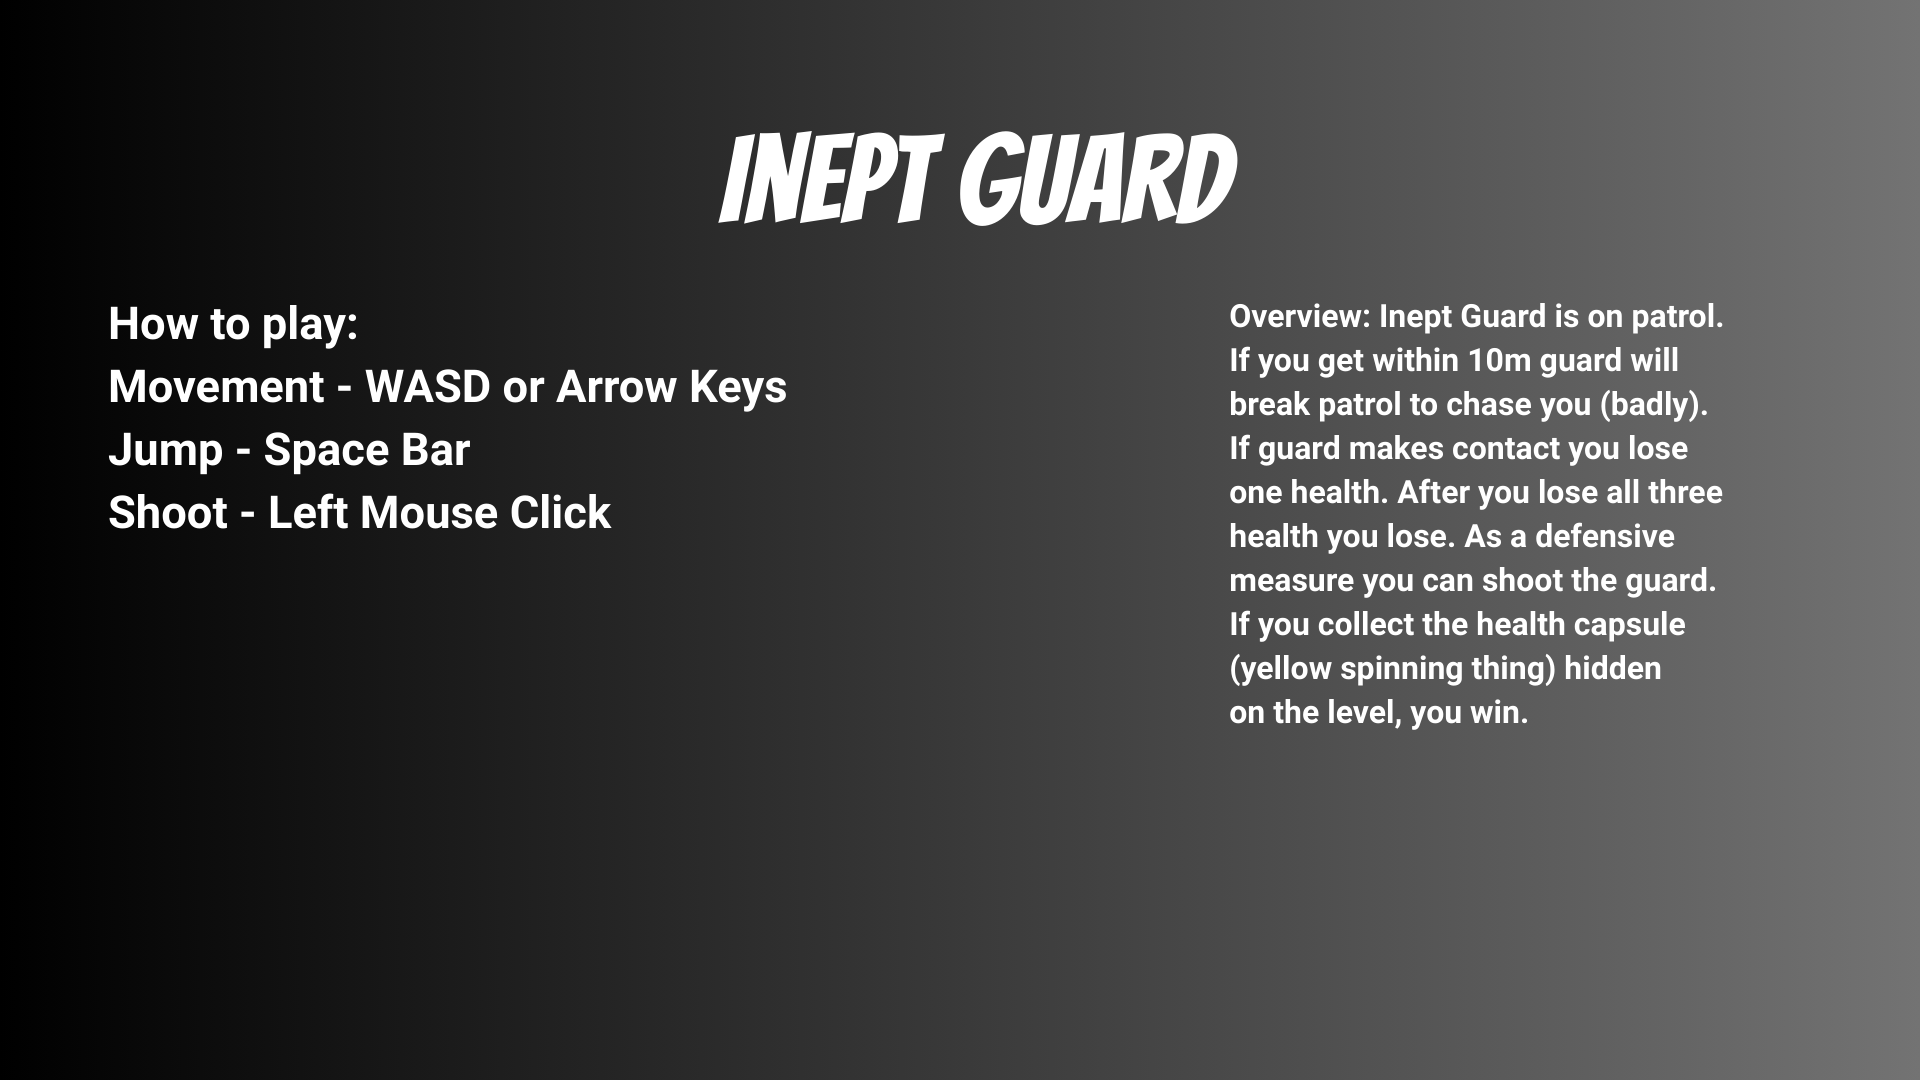 INEPT GUARD
How to play:
Movement - WASD or Arrow Keys
Jump - Space Bar
Shoot - Left Mouse Click
Overview: Inept Guard is on patrol.
If you get within 10m guard will
break patrol to chase you (badly).
If guard makes contact you lose
one health. After you lose all three
health you lose. As a defensive
measure you can shoot the guard.
If you collect the health capsule
(yellow spinning thing) hidden
on the level, you win.